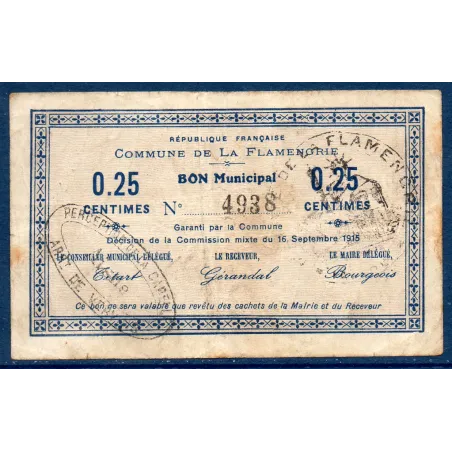 RÉPUBLIQUE FRANÇAISE
COMMUNE DE LA FLAMENGRIE
0.25 BON Municipal 0.25
CENTIMES N° 4938 CENTIMES
Garanti par la Commune
Décision de la Commission mixte du 16 Septembre 1915
LE CONSEILLER MUNICIPAL DÉLÉGUÉ, LE RECEVEUR, LE MAIRE DÉLÉGUÉ,
Titart Gérandal Bourgeois
Ce bon ne sera valable que revêtu des cachets de la Mairie et du Receveur